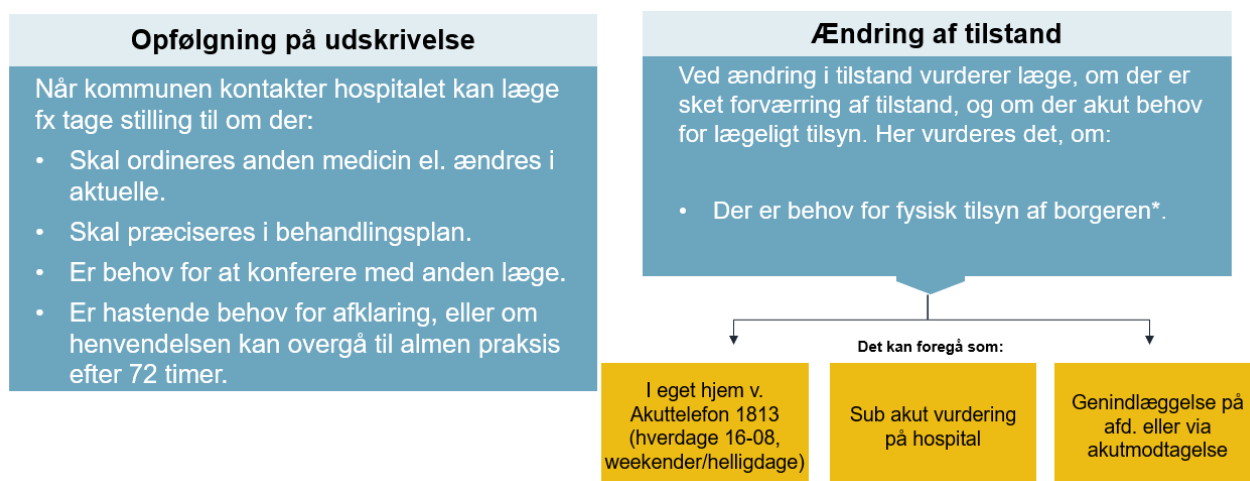 Opfølgning på udskrivelse
Når kommunen kontakter hospitalet kan læge
fx tage stilling til om der:
• Skal ordineres anden medicin el. ændres i
aktuelle.
• Skal præciseres i behandlingsplan.
• Er behov for at konferere med anden læge.
• Er hastende behov for afklaring, eller om
henvendelsen kan overgå til almen praksis
efter 72 timer.
Ændring af tilstand
Ved ændring i tilstand vurderer læge, om der er
sket forværring af tilstand, og om der akut behov
for lægeligt tilsyn. Her vurderes det, om:
• Der er behov for fysisk tilsyn af borgeren*.
Det kan foregå som:
I eget hjem v.
Akuttelefon 1813
(hverdage 16-08,
weekender/helligdage)
Sub akut vurdering
på hospital
Genindlæggelse på
afd. eller via
akutmodtagelse